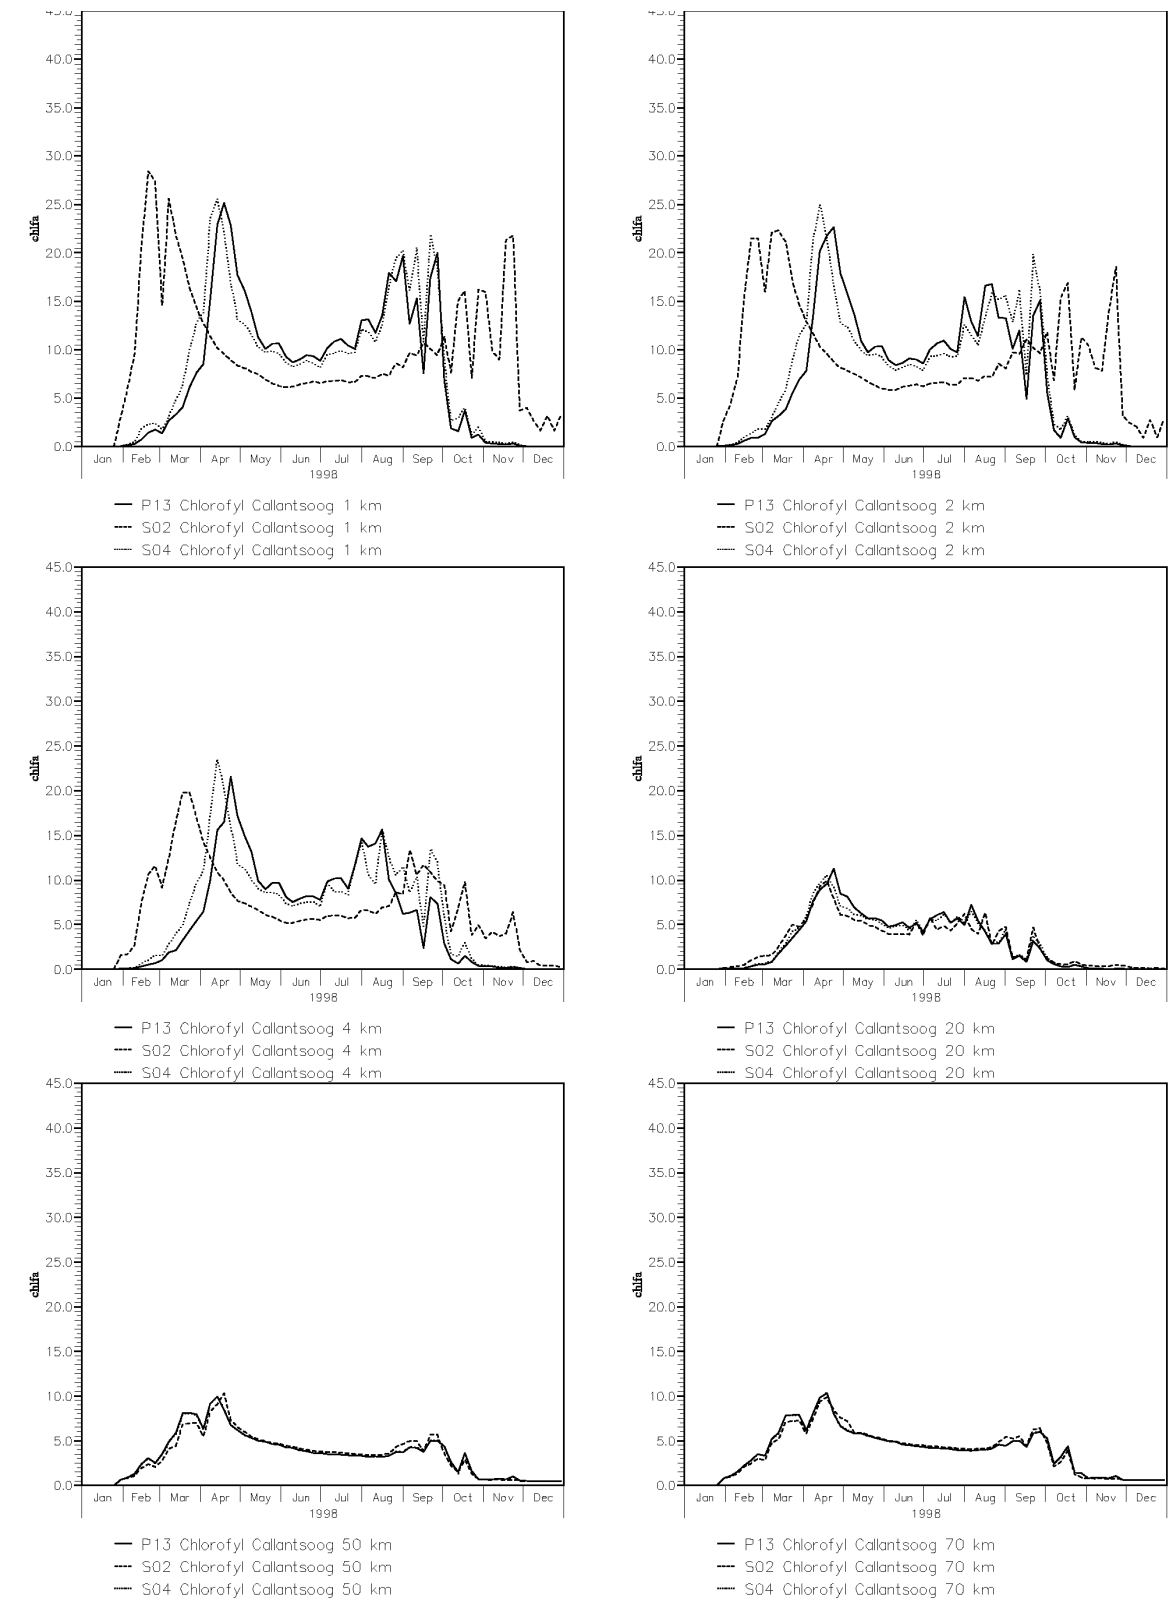 45.0
40.0
35.0
30.0
25.0
20.0
15.0
10.0
5.0
0.0
chlfa
Jan Feb Mar Apr May Jun Jul Aug Sep Oct Nov Dec
1998
P13 Chlorofyl Callantsoog 1 km
S02 Chlorofyl Callantsoog 1 km
S04 Chlorofyl Callantsoog 1 km
45.0
40.0
35.0
30.0
25.0
20.0
15.0
10.0
5.0
0.0
chlfa
Jan Feb Mar Apr May Jun Jul Aug Sep Oct Nov Dec
1998
P13 Chlorofyl Callantsoog 2 km
S02 Chlorofyl Callantsoog 2 km
S04 Chlorofyl Callantsoog 2 km
45.0
40.0
35.0
30.0
25.0
20.0
15.0
10.0
5.0
0.0
chlfa
Jan Feb Mar Apr May Jun Jul Aug Sep Oct Nov Dec
1998
P13 Chlorofyl Callantsoog 4 km
S02 Chlorofyl Callantsoog 4 km
S04 Chlorofyl Callantsoog 4 km
45.0
40.0
35.0
30.0
25.0
20.0
15.0
10.0
5.0
0.0
chlfa
Jan Feb Mar Apr May Jun Jul Aug Sep Oct Nov Dec
1998
P13 Chlorofyl Callantsoog 20 km
S02 Chlorofyl Callantsoog 20 km
S04 Chlorofyl Callantsoog 20 km
45.0
40.0
35.0
30.0
25.0
20.0
15.0
10.0
5.0
0.0
chlfa
Jan Feb Mar Apr May Jun Jul Aug Sep Oct Nov Dec
1998
P13 Chlorofyl Callantsoog 50 km
S02 Chlorofyl Callantsoog 50 km
S04 Chlorofyl Callantsoog 50 km
45.0
40.0
35.0
30.0
25.0
20.0
15.0
10.0
5.0
0.0
chlfa
Jan Feb Mar Apr May Jun Jul Aug Sep Oct Nov Dec
1998
P13 Chlorofyl Callantsoog 70 km
S02 Chlorofyl Callantsoog 70 km
S04 Chlorofyl Callantsoog 70 km